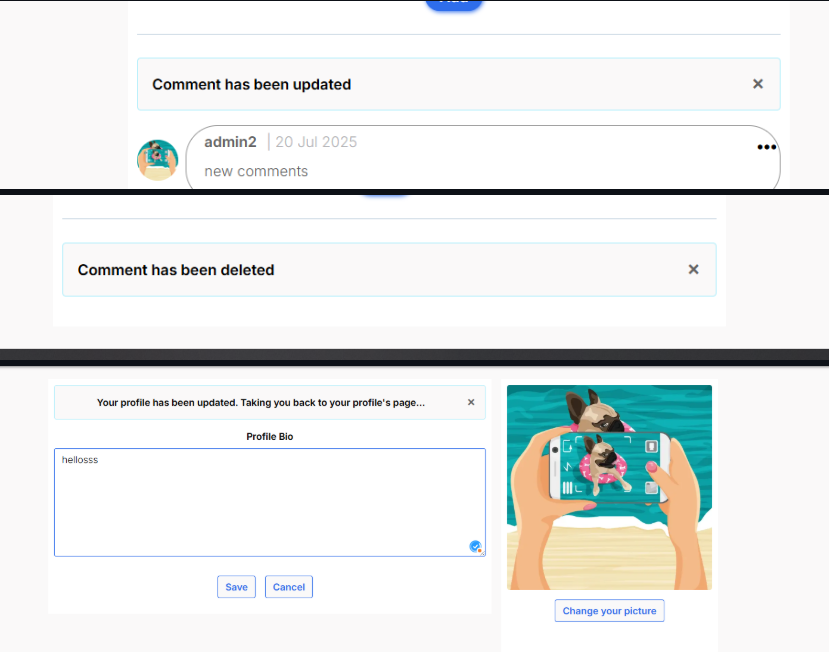 Comment has been updated ×
admin2 | 20 Jul 2025
new comments
Comment has been deleted ×
Your profile has been updated. Taking you back to your profile's page... ×
Profile Bio
hellosss
Save Cancel
Change your picture